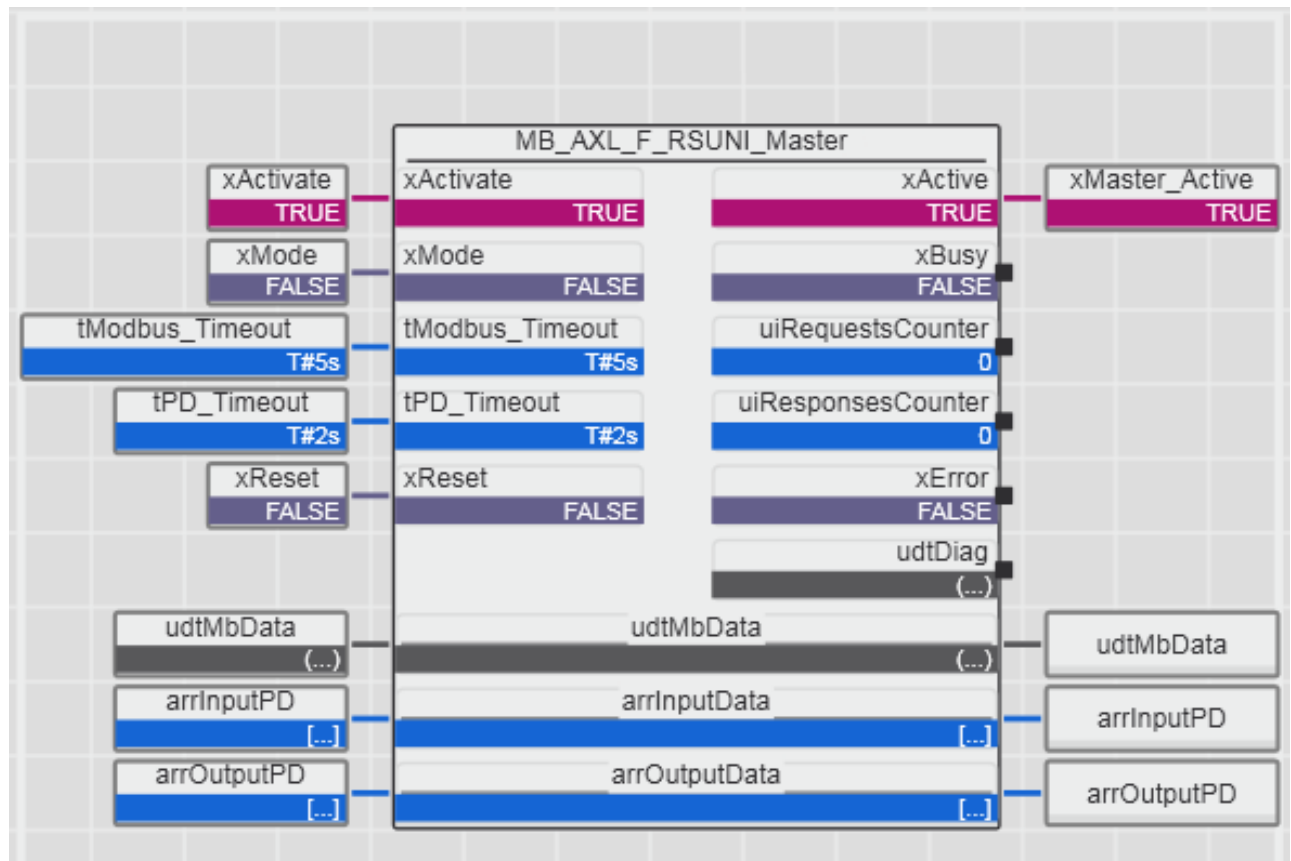 MB_AXL_F_RSUNI_Master
xActivate xActivate xActive xMaster_Active
TRUE TRUE TRUE TRUE
xMode xMode xBusy
FALSE FALSE FALSE
tModbus_Timeout tModbus_Timeout uiRequestsCounter
T#5s T#5s 0
tPD_Timeout tPD_Timeout uiResponsesCounter
T#2s T#2s 0
xReset xReset xError
FALSE FALSE FALSE
udtDiag
(...)
udtMbData udtMbData udtMbData
(...) (...)
arrInputPD arrInputData arrInputPD
[...] [...]
arrOutputPD arrOutputData arrOutputPD
[...] [...]